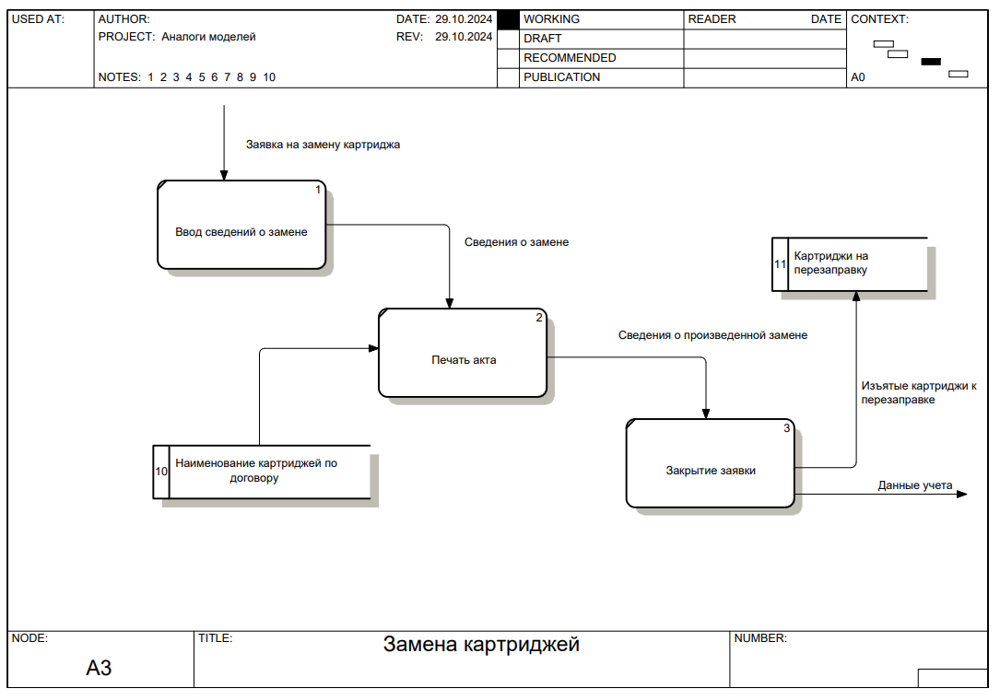 USED AT:
AUTHOR:
DATE: 29.10.2024
PROJECT: Аналоги моделей
REV: 29.10.2024
NOTES: 1 2 3 4 5 6 7 8 9 10
WORKING
DRAFT
RECOMMENDED
PUBLICATION
READER
DATE
CONTEXT:
A0
Заявка на замену картриджа
1
Ввод сведений о замене
Сведения о замене
11
Картриджи на
перезаправку
2
Печать акта
Сведения о произведенной замене
Изъятые картриджи к
перезаправке
3
Закрытие заявки
10
Наименование картриджей по
договору
Данные учета
NODE:
A3
TITLE:
Замена картриджей
NUMBER: